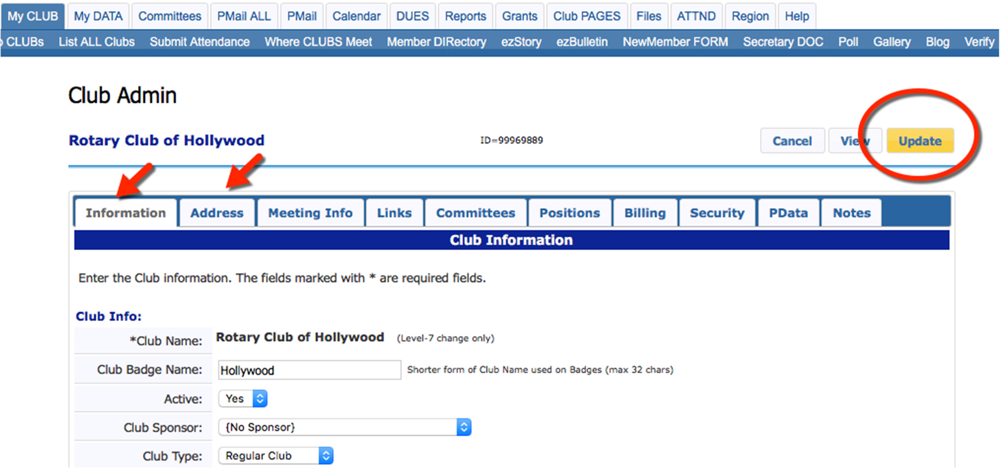 My CLUB My DATA Committees PMail ALL PMail Calendar DUES Reports Grants Club PAGES Files ATTND Region Help
CLUBs List ALL Clubs Submit Attendance Where CLUBS Meet Member DIRectory ezStory ezBulletin NewMember FORM Secretary DOC Poll Gallery Blog Verify
Club Admin
Rotary Club of Hollywood ID=99969889 Cancel View Update
Information Address Meeting Info Links Committees Positions Billing Security PData Notes
Club Information
Enter the Club information. The fields marked with * are required fields.
Club Info:
*Club Name: Rotary Club of Hollywood (Level-7 change only)
Club Badge Name: Hollywood Shorter form of Club Name used on Badges (max 32 chars)
Active: Yes
Club Sponsor: {No Sponsor}
Club Type: Regular Club